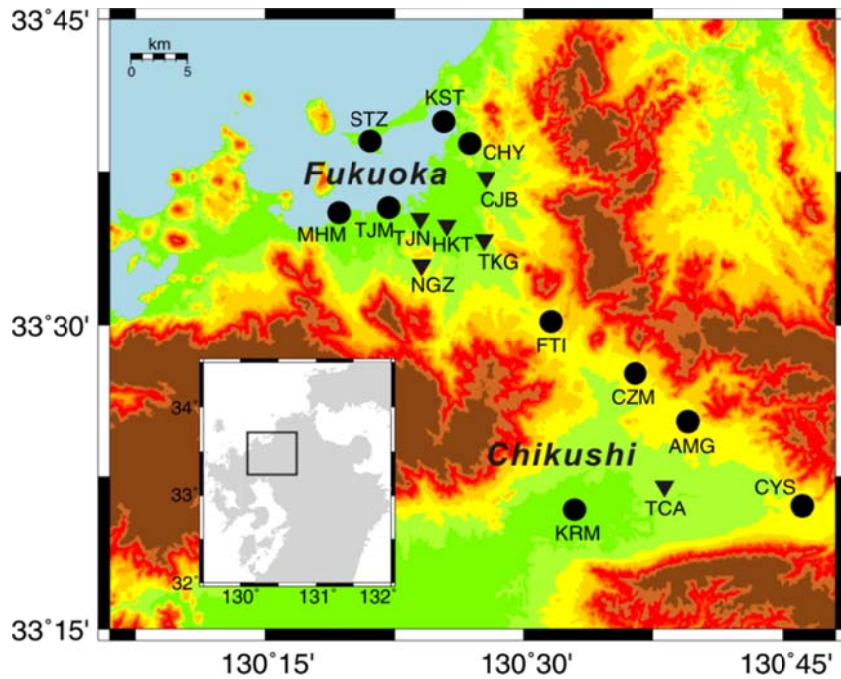 33˚45'
km
0 5
KST
STZ
CHY
Fukuoka
CJB
MHM
TJM
TJN
HKT
TKG
NGZ
33˚30'
FTI
CZM
34˚
AMG
Chikushi
33˚
CYS
TCA
KRM
32˚
130˚ 131˚ 132˚
33˚15'
130˚15' 130˚30' 130˚45'